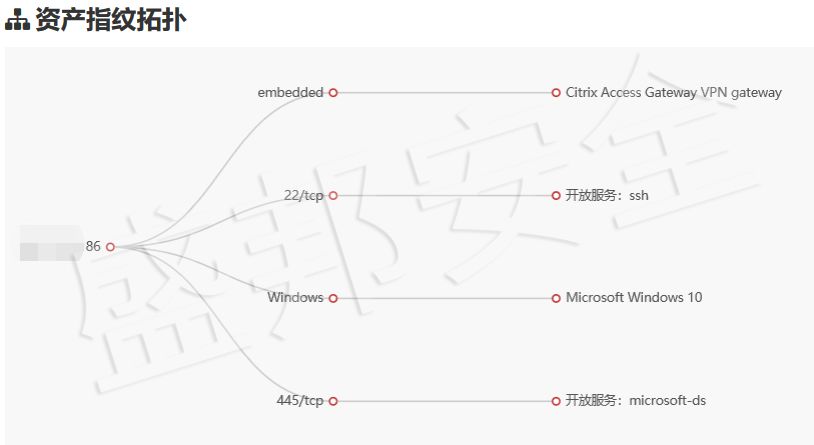 资产指纹拓扑
embedded
Citrix Access Gateway VPN gateway
22/tcp
开放服务：ssh
86
Windows
Microsoft Windows 10
445/tcp
开放服务：microsoft-ds
盛邦安全